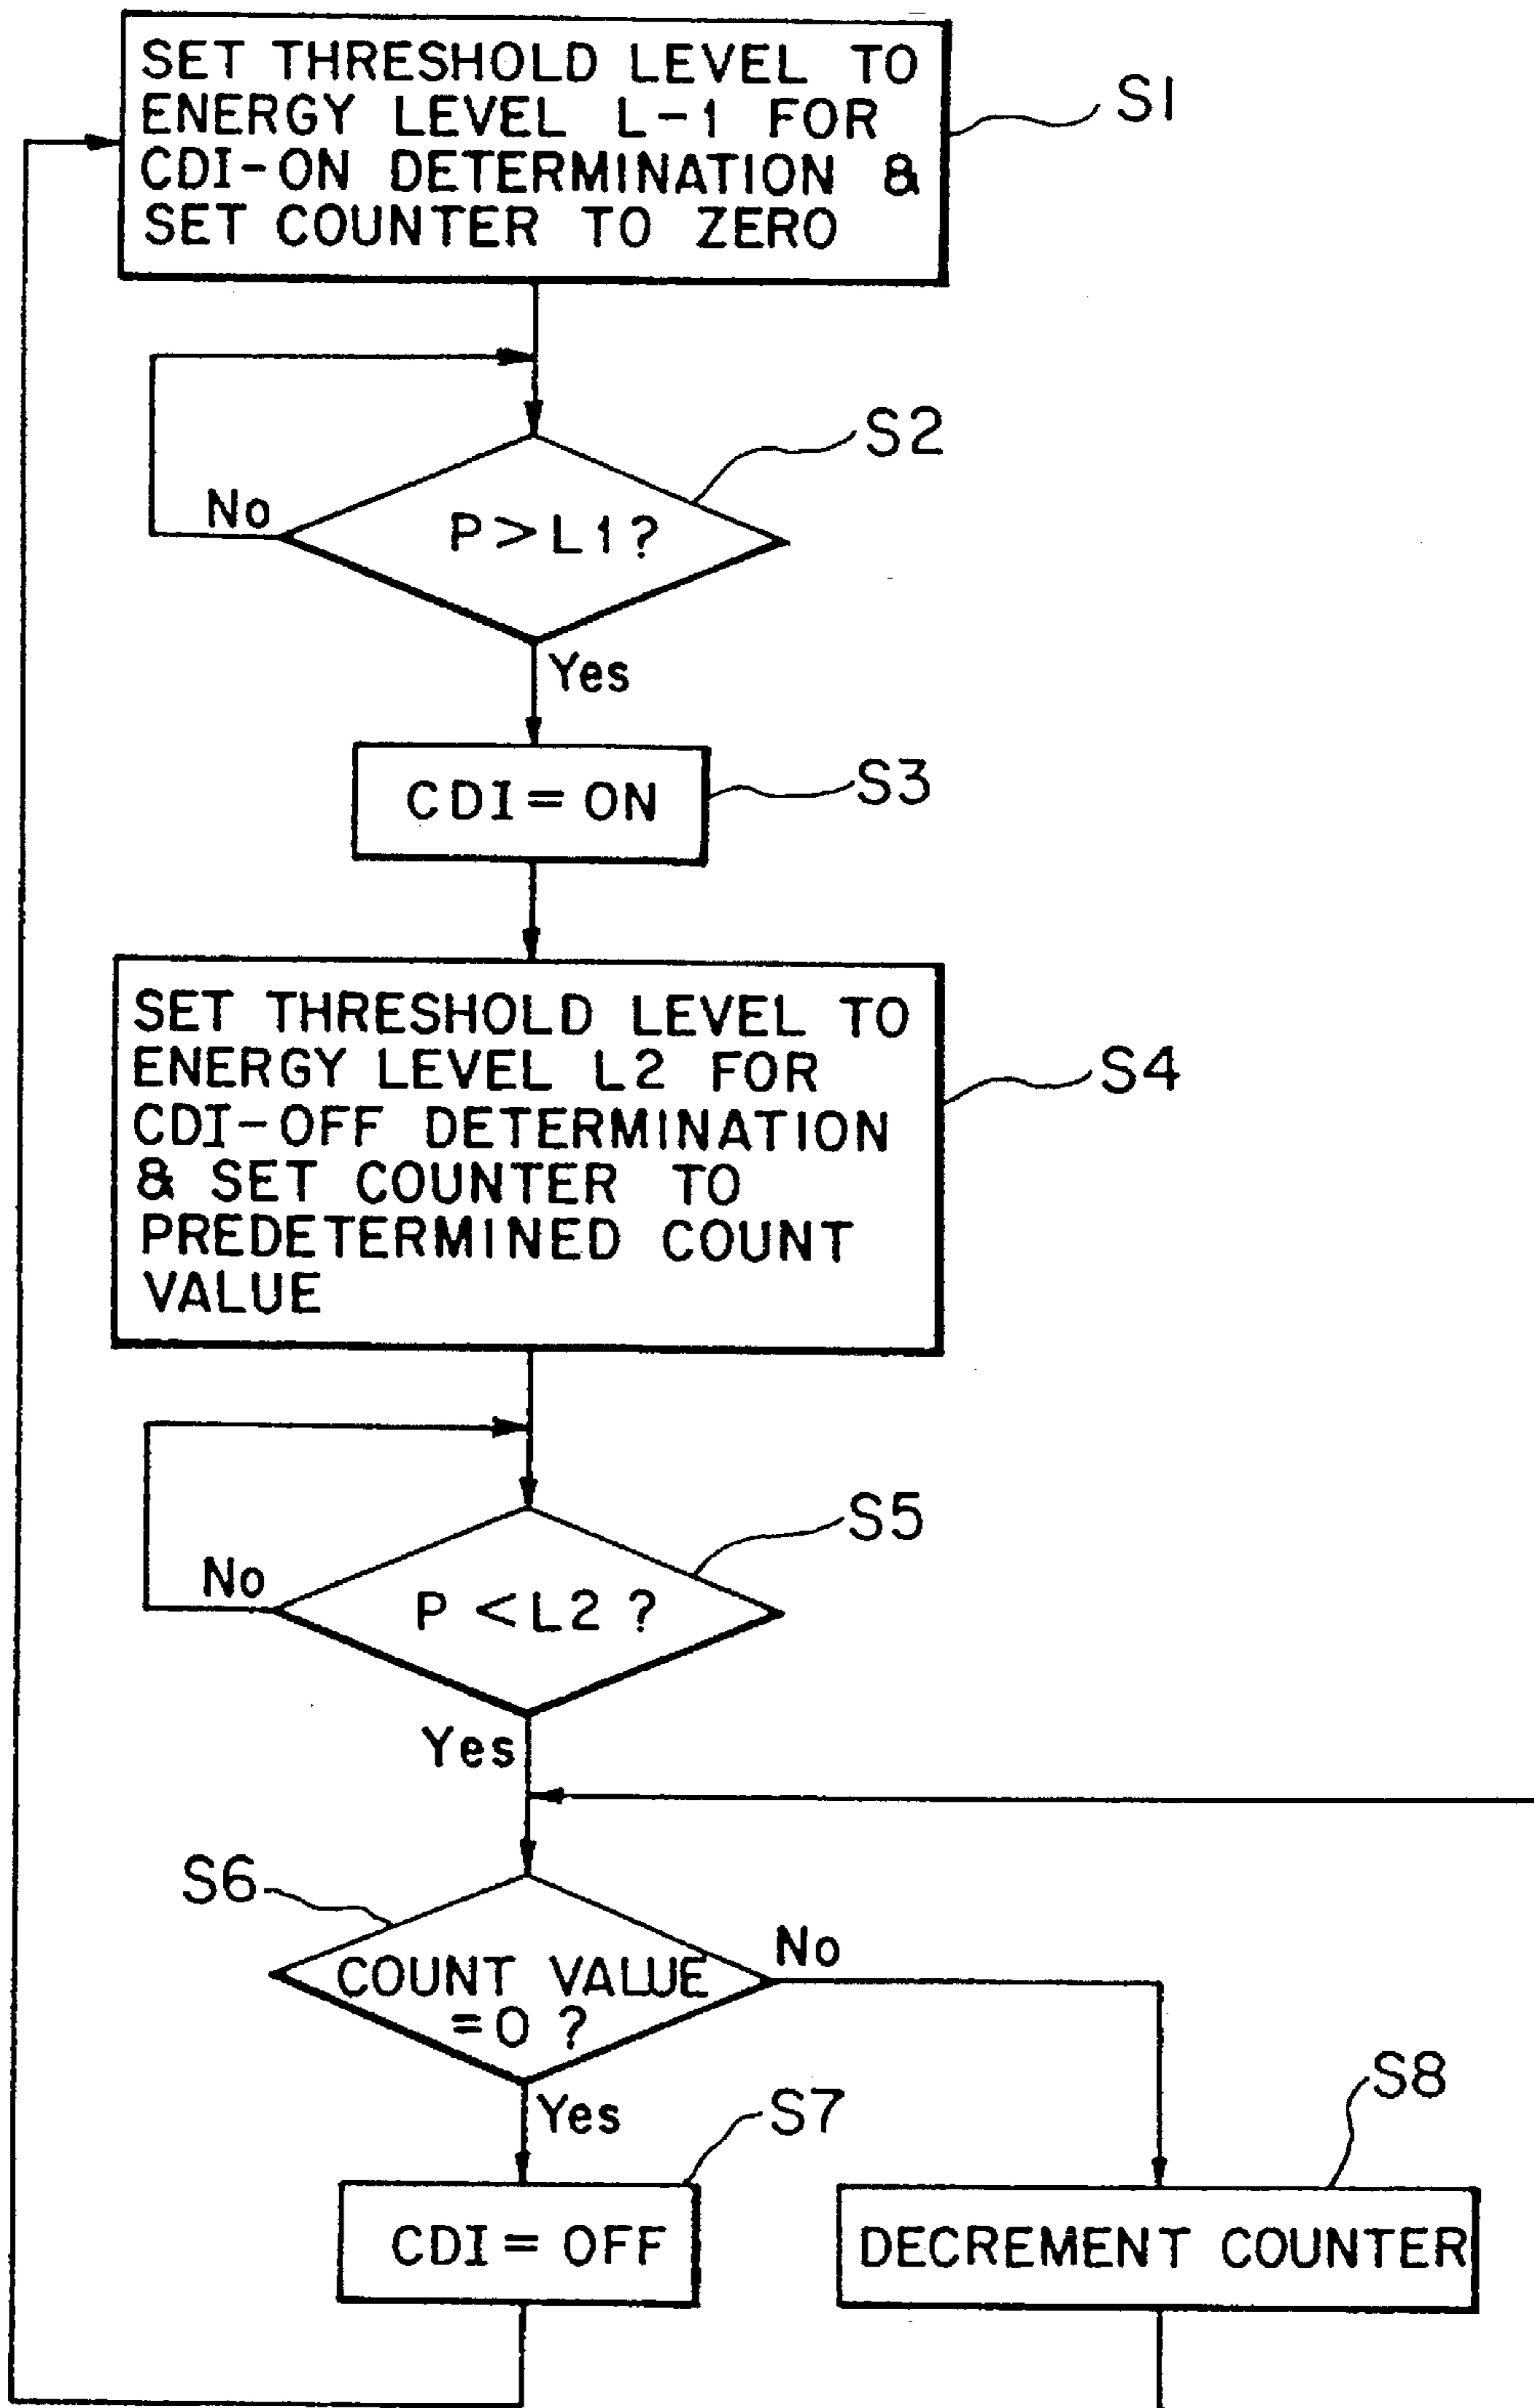 SET THRESHOLD LEVEL TO
ENERGY LEVEL L-1 FOR
CDI-ON DETERMINATION &
SET COUNTER TO ZERO
S1
S2
No
P>L1?
Yes
CDI=ON
S3
SET THRESHOLD LEVEL TO
ENERGY LEVEL L2 FOR
CDI-OFF DETERMINATION
& SET COUNTER TO
PREDETERMINED COUNT
VALUE
S4
S5
No
P<L2?
Yes
S6
COUNT VALUE
=0?
No
Yes
S7
S8
CDI=OFF
DECREMENT COUNTER